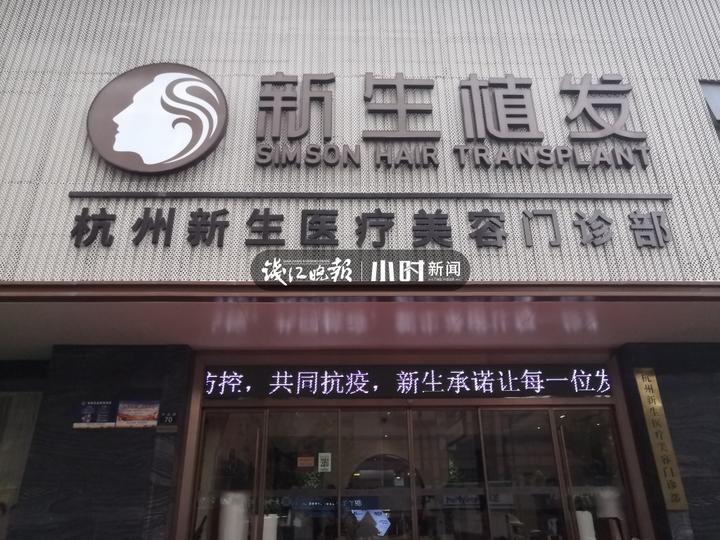 新生植发
SIMSON HAIR TRANSPLANT
杭州新生医疗美容门诊部
钱江晚报 小时新闻
防控，共同抗疫，新生承诺让每一位发
杭州新生医疗美容门诊部
70